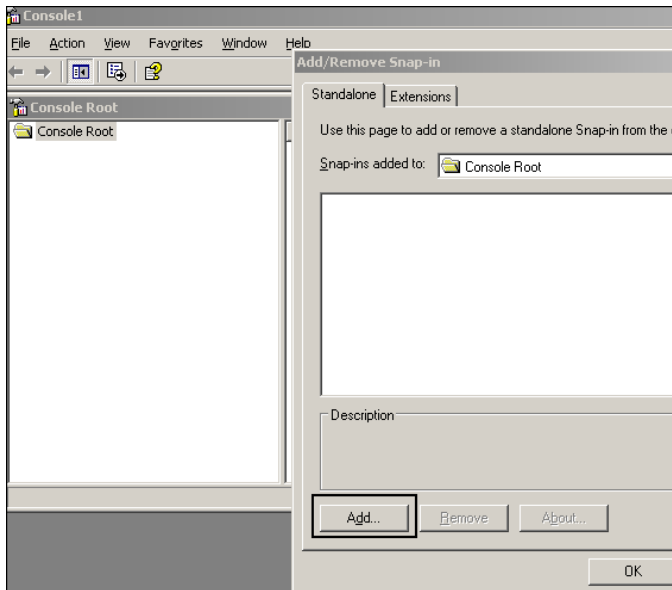 Console1
File Action View Favorites Window Help
Add/Remove Snap-in
Console Root
Console Root
Standalone Extensions
Use this page to add or remove a standalone Snap-in from the
Snap-ins added to: Console Root
Description
Add... Remove About...
OK